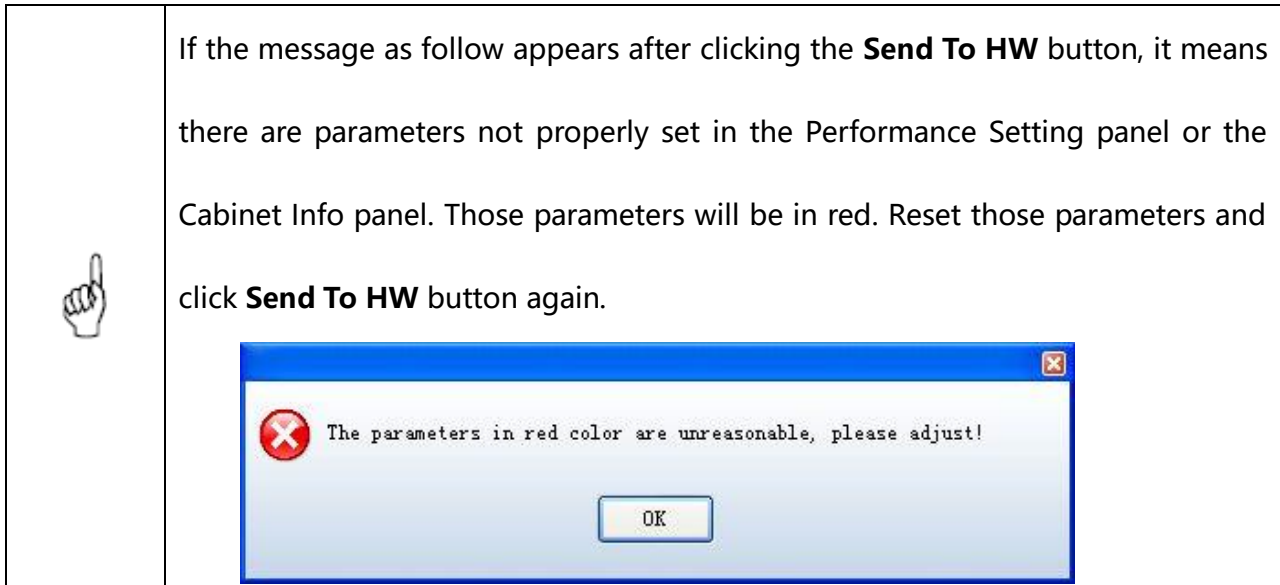 If the message as follow appears after clicking the Send To HW button, it means
there are parameters not properly set in the Performance Setting panel or the
Cabinet Info panel. Those parameters will be in red. Reset those parameters and
click Send To HW button again.
The parameters in red color are unreasonable, please adjust!
OK